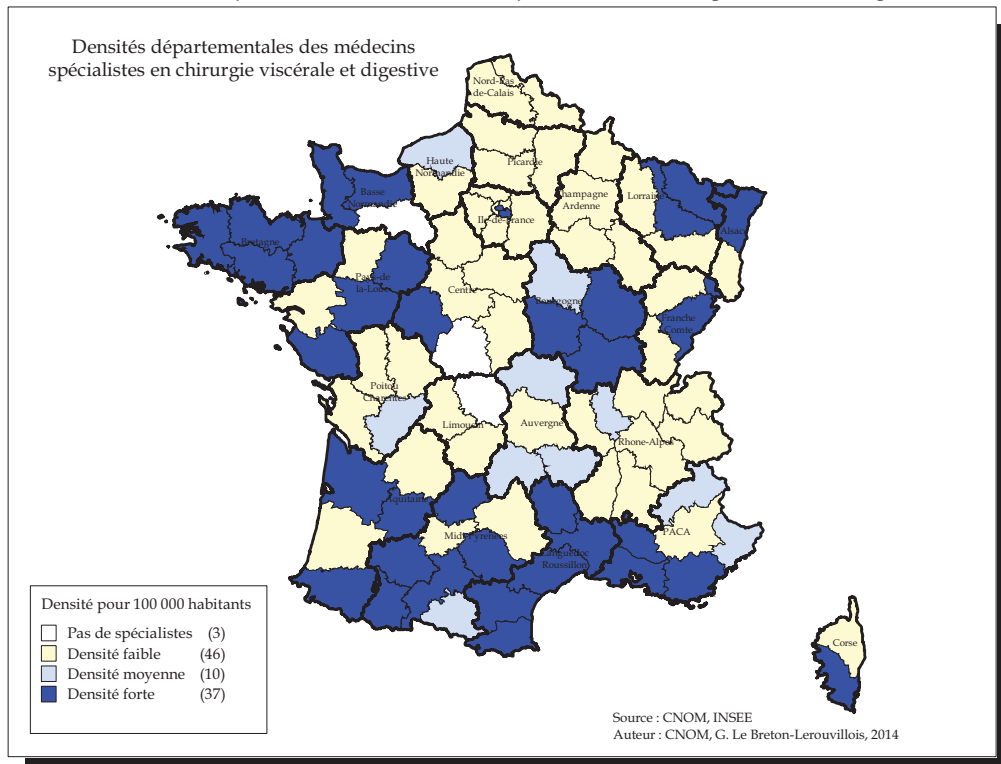 Densités départementales des médecins
spécialistes en chirurgie viscérale et digestive
Nord-Pas
de-Calais
Haute
Normandie
Picardie
Basse
Normandie
Ile-de-France
Champagne
Ardenne
Lorraine
Alsace
Bretagne
Pays-de
la-Loire
Centre
Bourgogne
Franche
Comte
Poitou
Charentes
Limousin
Auvergne
Rhone-Alpes
Aquitaine
Midi-Pyrénées
Languedoc
Roussillon
PACA
Corse
Densité pour 100 000 habitants
Pas de spécialistes (3)
Densité faible (46)
Densité moyenne (10)
Densité forte (37)
Source : CNOM, INSEE
Auteur : CNOM, G. Le Breton-Lerouvillois, 2014